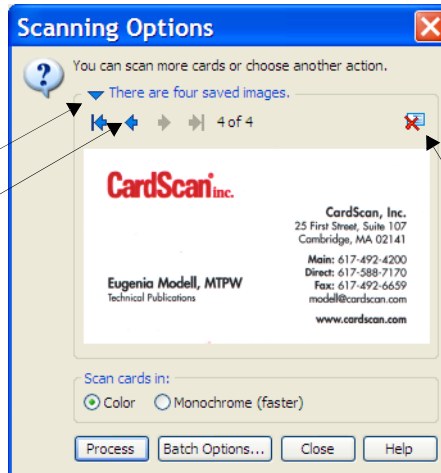 Scanning Options
You can scan more cards or choose another action.
There are four saved images.
4 of 4
CardScan inc.
CardScan, Inc.
25 First Street, Suite 107
Cambridge, MA 02141
Main: 617-492-4200
Direct: 617-588-7170
Fax: 617-492-6659
modell@cardscan.com
www.cardscan.com
Eugenia Modell, MTPW
Technical Publications
Scan cards in:
Color Monochrome (faster)
Process Batch Options... Close Help